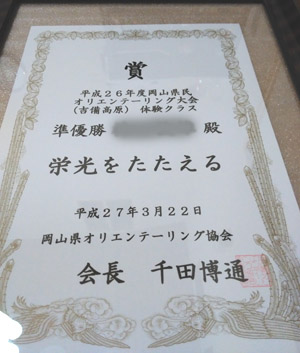 賞
平成26年度岡山県民
オリエンテーリング大会
(吉備高原) 体験クラス
準優勝 殿
栄光をたたえる
平成27年3月22日
岡山県オリエンテーリング協会
会長 千田博通